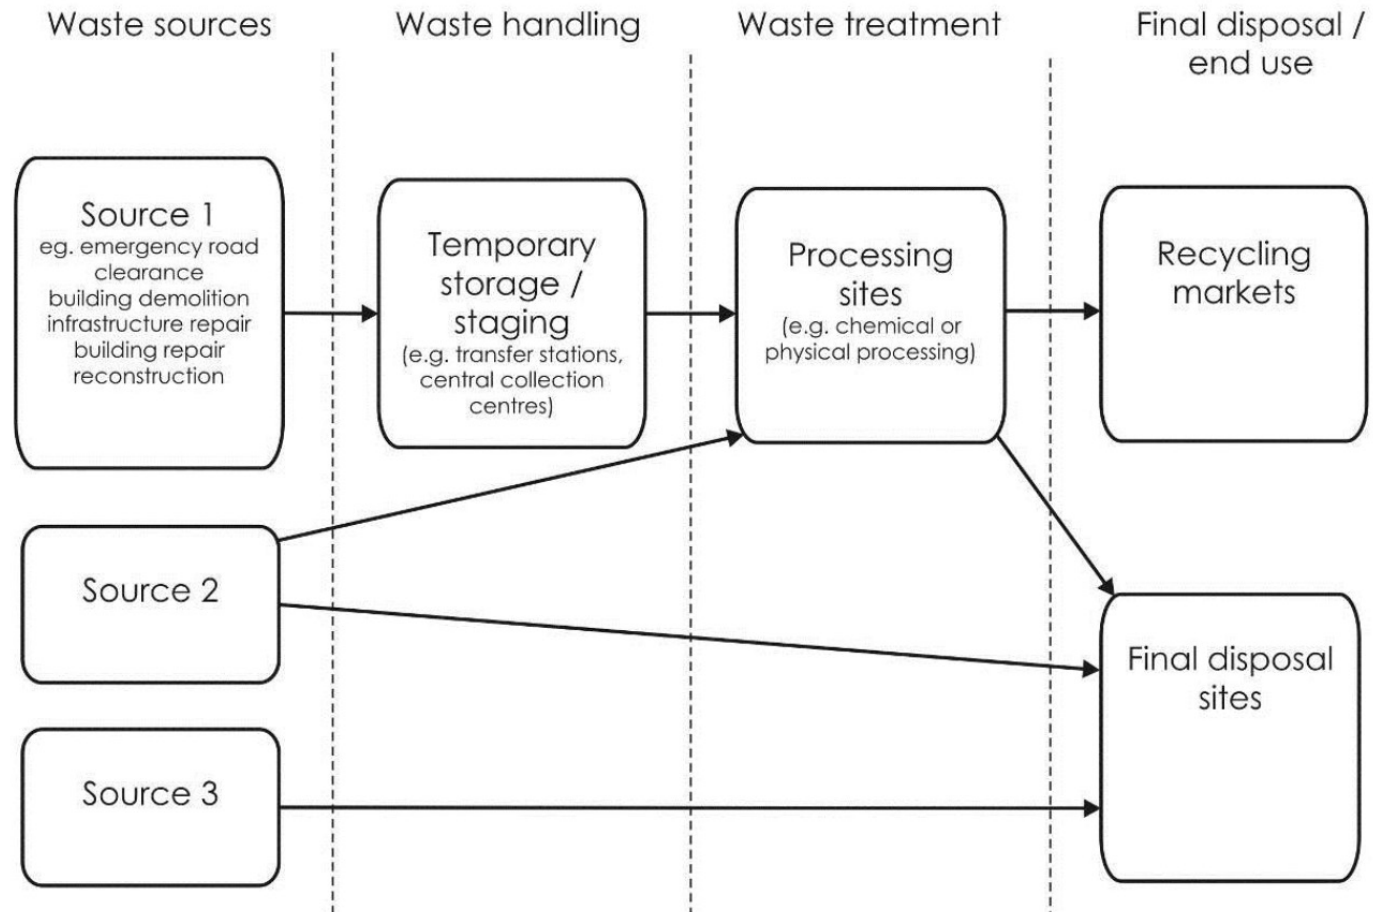 Waste sources
Waste handling
Waste treatment
Final disposal /
end use
Source 1
eg. emergency road
clearance
building demolition
infrastructure repair
building repair
reconstruction
Temporary
storage /
staging
(e.g. transfer stations,
central collection
centres)
Processing
sites
(e.g. chemical or
physical processing)
Recycling
markets
Source 2
Source 3
Final disposal
sites